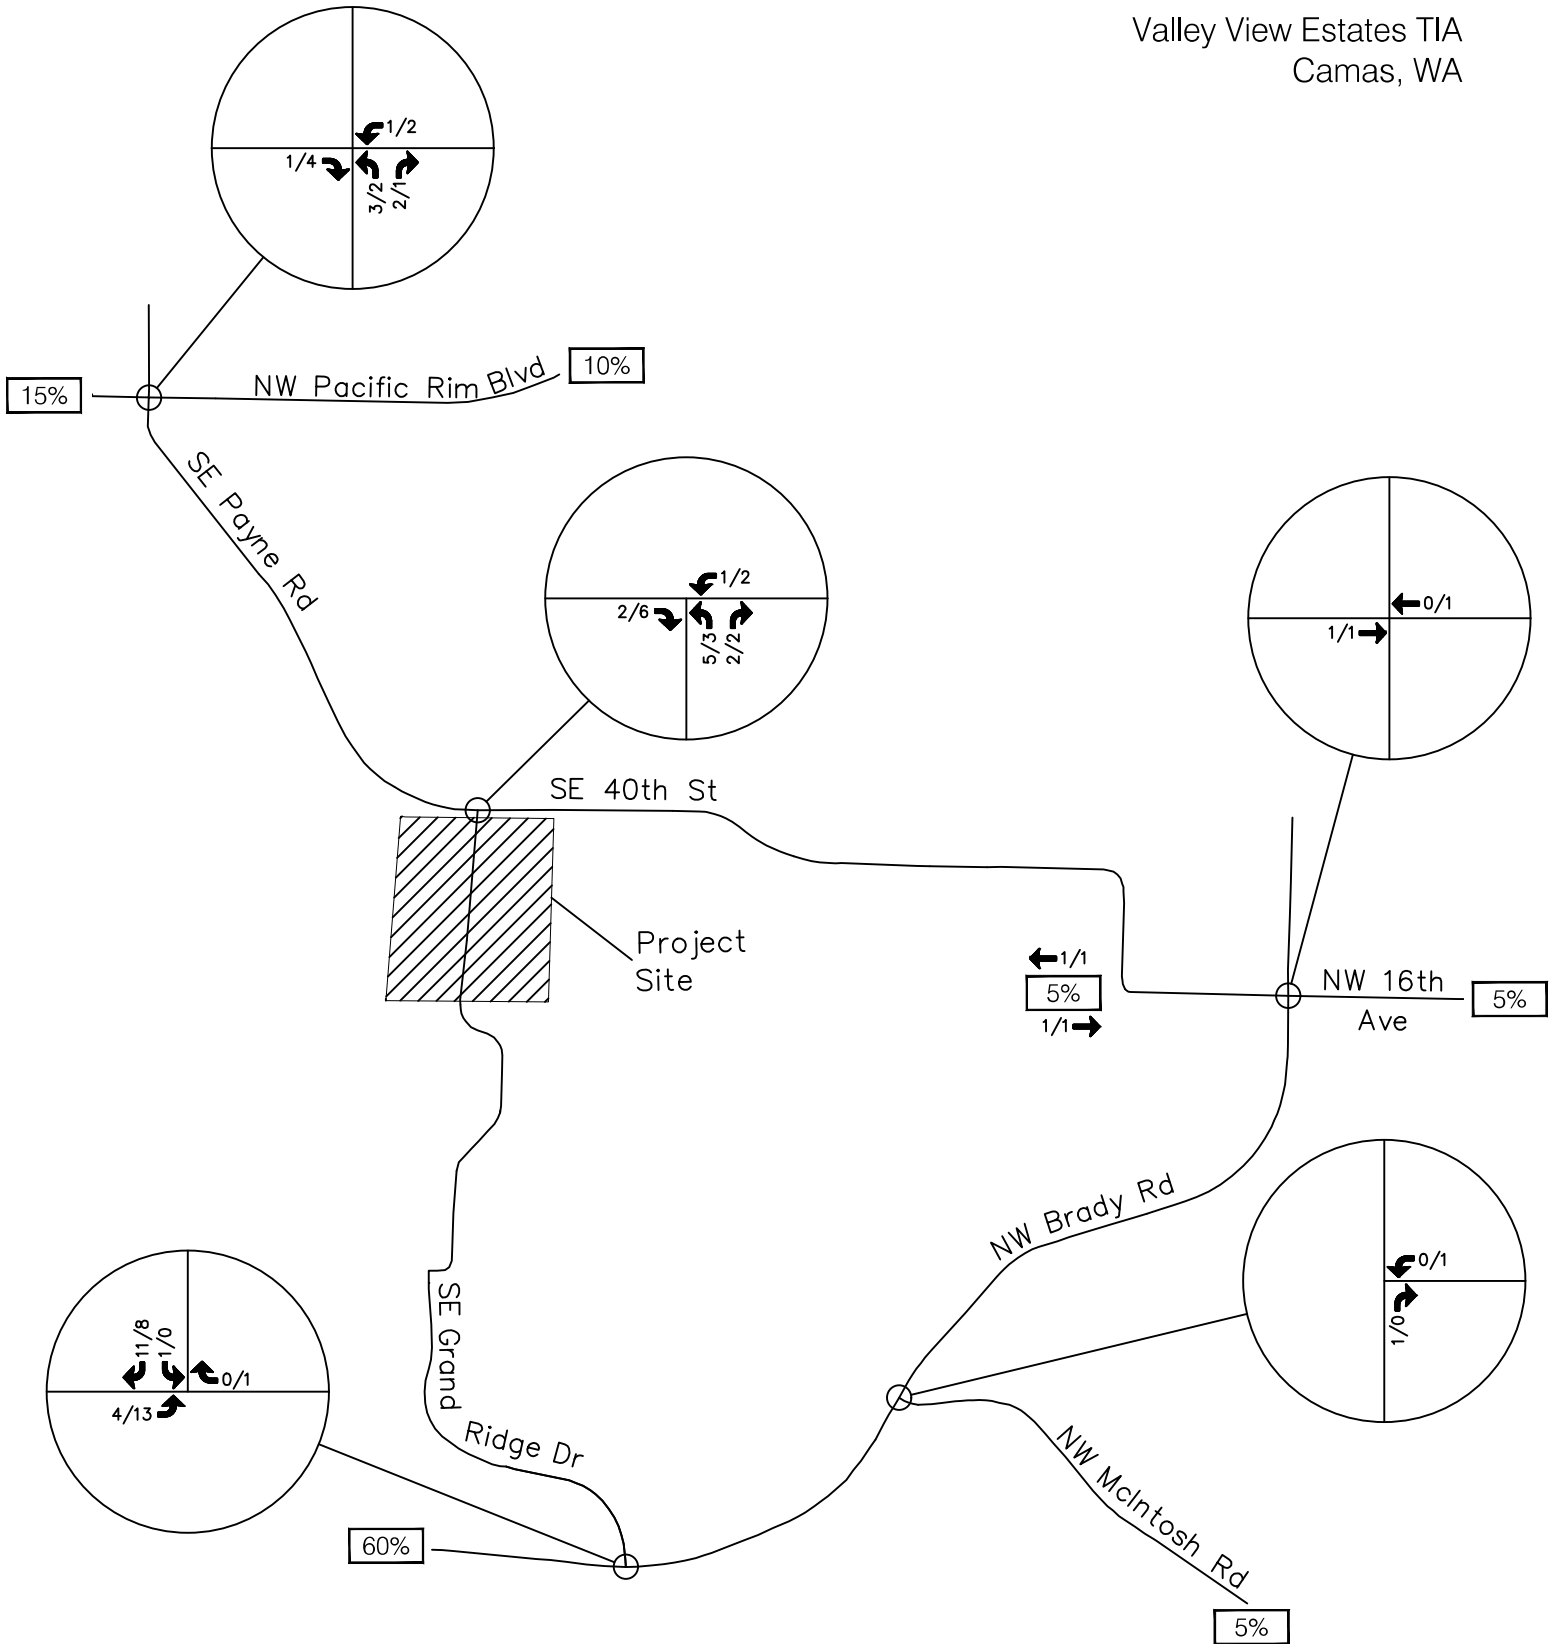 Valley View Estates TIA
Camas, WA
1/2
1/4
3/2
2/1
15%
NW Pacific Rim Blvd
10%
SE Payne Rd
1/2
2/6
5/3
2/2
0/1
1/1
SE 40th St
Project
Site
1/1
5%
1/1
NW 16th
Ave
5%
NW Brady Rd
0/1
1/0
SE Grand
Ridge Dr
11/8
1/0
0/1
4/13
60%
NW McIntosh Rd
5%